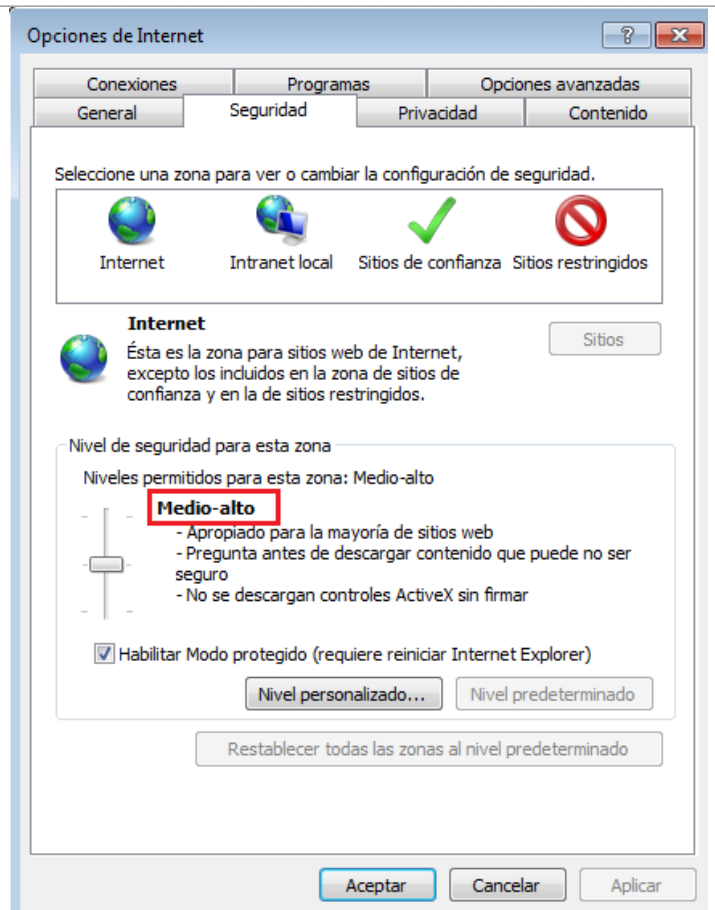 Opciones de Internet
Conexiones Programas Opciones avanzadas
General Seguridad Privacidad Contenido
Seleccione una zona para ver o cambiar la configuración de seguridad.
Internet Intranet local Sitios de confianza Sitios restringidos
Internet
Sitios
Ésta es la zona para sitios web de Internet,
excepto los incluidos en la zona de sitios de
confianza y en la de sitios restringidos.
Nivel de seguridad para esta zona
Niveles permitidos para esta zona: Medio-alto
Medio-alto
- Apropiado para la mayoría de sitios web
- Pregunta antes de descargar contenido que puede no ser
seguro
- No se descargan controles ActiveX sin firmar
Habilitar Modo protegido (requiere reiniciar Internet Explorer)
Nivel personalizado... Nivel predeterminado
Restablecer todas las zonas al nivel predeterminado
Aceptar Cancelar Aplicar